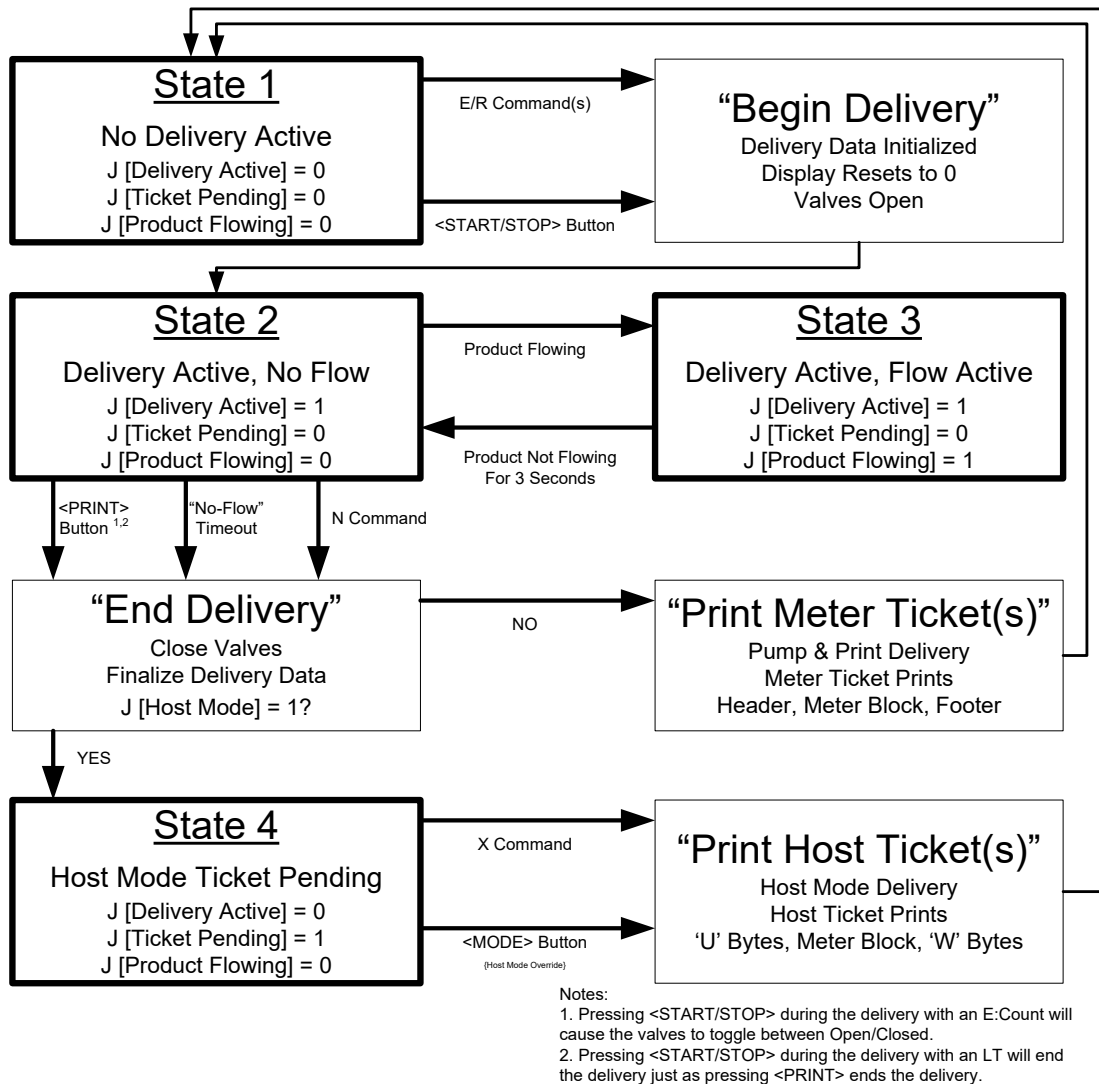 State 1
No Delivery Active
J [Delivery Active] = 0
J [Ticket Pending] = 0
J [Product Flowing] = 0
E/R Command(s)
<START/STOP> Button
“Begin Delivery”
Delivery Data Initialized
Display Resets to 0
Valves Open
State 2
Delivery Active, No Flow
J [Delivery Active] = 1
J [Ticket Pending] = 0
J [Product Flowing] = 0
Product Flowing
Product Not Flowing
For 3 Seconds
State 3
Delivery Active, Flow Active
J [Delivery Active] = 1
J [Ticket Pending] = 0
J [Product Flowing] = 1
<PRINT>
Button 1,2
“No-Flow”
Timeout
N Command
“End Delivery”
Close Valves
Finalize Delivery Data
J [Host Mode] = 1?
NO
“Print Meter Ticket(s)”
Pump & Print Delivery
Meter Ticket Prints
Header, Meter Block, Footer
YES
State 4
Host Mode Ticket Pending
J [Delivery Active] = 0
J [Ticket Pending] = 1
J [Product Flowing] = 0
X Command
<MODE> Button
{Host Mode Override}
“Print Host Ticket(s)”
Host Mode Delivery
Host Ticket Prints
‘U’ Bytes, Meter Block, ‘W’ Bytes
Notes:
1. Pressing <START/STOP> during the delivery with an E:Count will
cause the valves to toggle between Open/Closed.
2. Pressing <START/STOP> during the delivery with an LT will end
the delivery just as pressing <PRINT> ends the delivery.